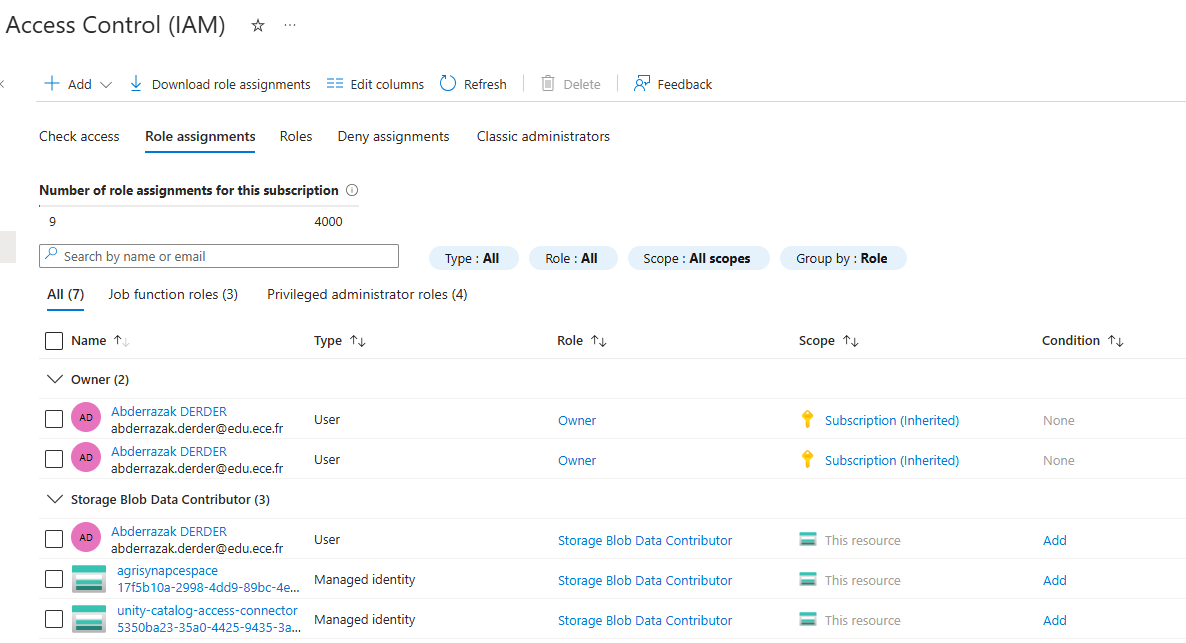 Access Control (IAM)
Add Download role assignments Edit columns Refresh Delete Feedback
Check access Role assignments Roles Deny assignments Classic administrators
Number of role assignments for this subscription
9 4000
Search by name or email Type : All Role : All Scope : All scopes Group by : Role
All (7) Job function roles (3) Privileged administrator roles (4)
Name Type Role Scope Condition
Owner (2)
AD Abderrazak DERDER User Owner Subscription (Inherited) None
abderrazak.derder@edu.ece.fr
AD Abderrazak DERDER User Owner Subscription (Inherited) None
abderrazak.derder@edu.ece.fr
Storage Blob Data Contributor (3)
AD Abderrazak DERDER User Storage Blob Data Contributor This resource Add
abderrazak.derder@edu.ece.fr
agrisynapcespace Managed identity Storage Blob Data Contributor This resource Add
17f5b10a-2998-4dd9-89bc-4e...
unity-catalog-access-connector Managed identity Storage Blob Data Contributor This resource Add
5350ba23-35a0-4425-9435-3a...